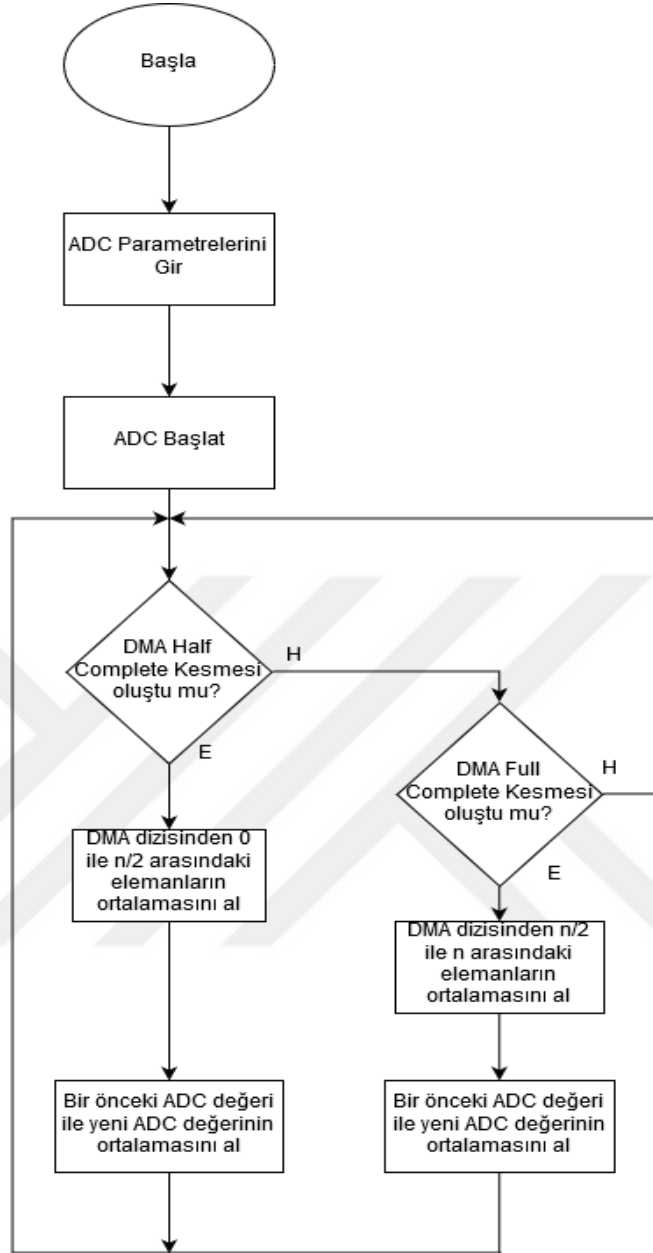 Başla
ADC Parametrelerini
Gir
ADC Başlat
DMA Half
Complete Kesmesi
oluştu mu?
H
E
DMA Full
Complete Kesmesi
oluştu mu?
H
E
DMA dizisinden 0
ile n/2 arasındaki
elemanların
ortalamasını al
DMA dizisinden n/2
ile n arasındaki
elemanların
ortalamasını al
Bir önceki ADC değeri
ile yeni ADC değerinin
ortalamasını al
Bir önceki ADC değeri
ile yeni ADC değerinin
ortalamasını al